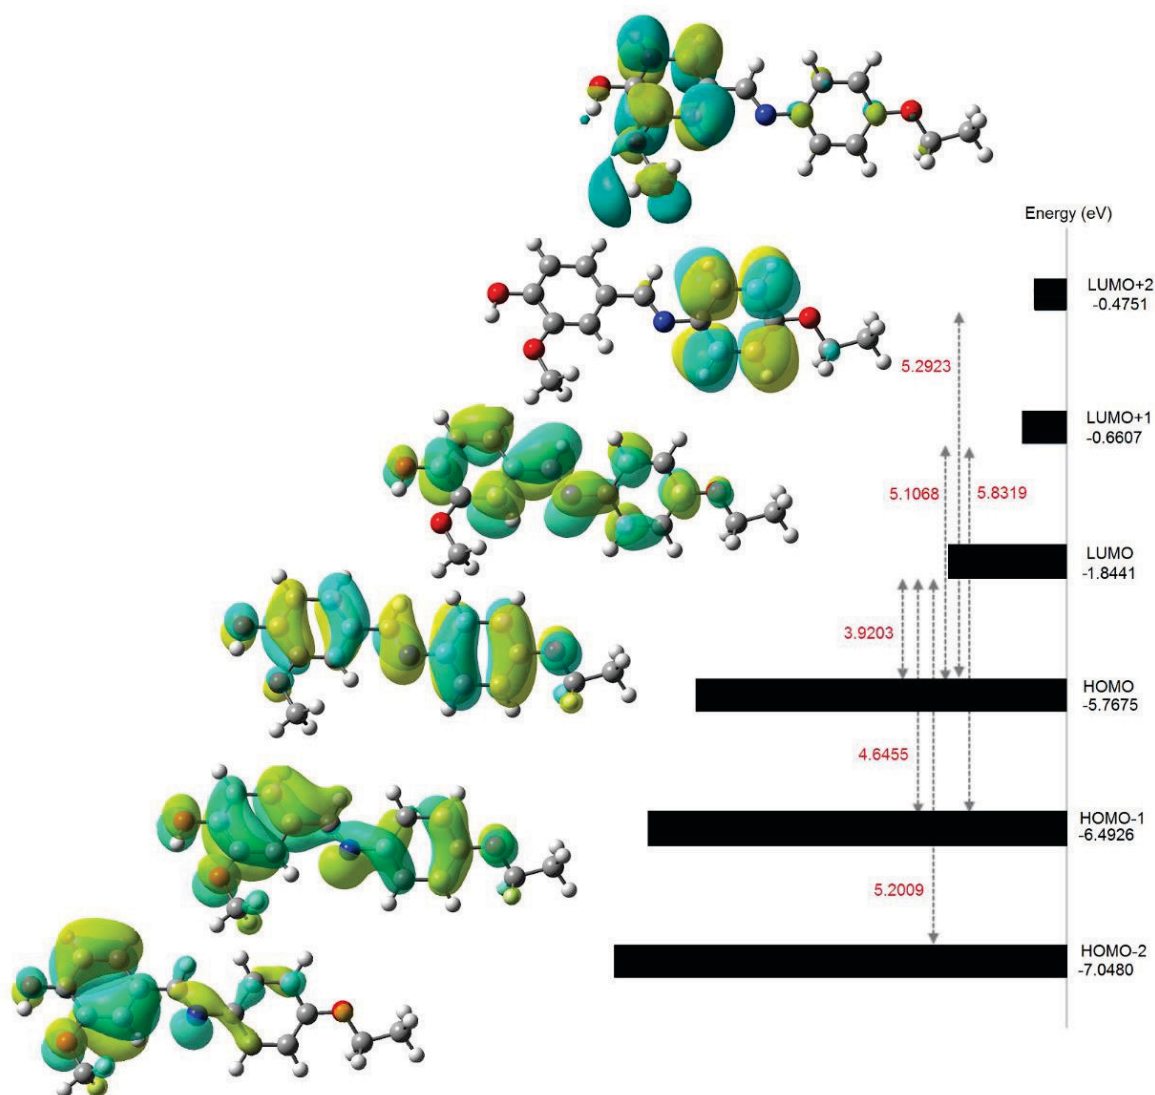 Energy (eV)
LUMO+2
-0.4751
5.2923
LUMO+1
-0.6607
5.1068
5.8319
LUMO
-1.8441
3.9203
HOMO
-5.7675
4.6455
HOMO-1
-6.4926
5.2009
HOMO-2
-7.0480